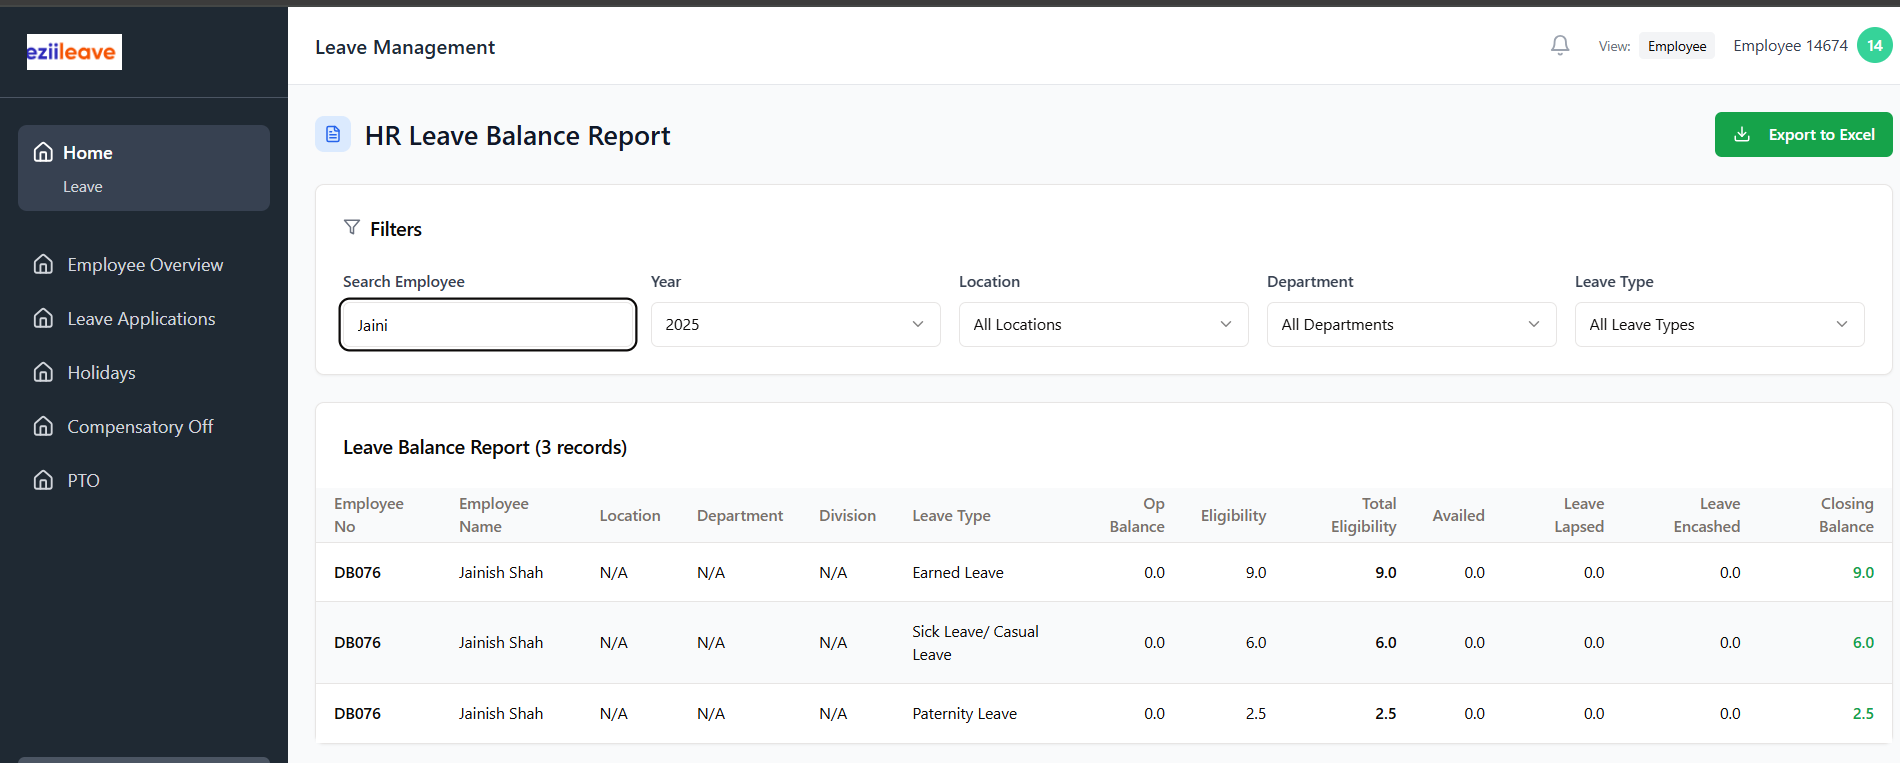 eziileave
Leave Management
View: Employee Employee 14674 14
Home
Leave
Employee Overview
Leave Applications
Holidays
Compensatory Off
PTO
HR Leave Balance Report
Export to Excel
Filters
Search Employee Year Location Department Leave Type
Jaini 2025 All Locations All Departments All Leave Types
Leave Balance Report (3 records)
Employee No Employee Name Location Department Division Leave Type Op Balance Eligibility Total Eligibility Availed Leave Lapsed Leave Encashed Closing Balance
DB076 Jainish Shah N/A N/A N/A Earned Leave 0.0 9.0 9.0 0.0 0.0 0.0 9.0
DB076 Jainish Shah N/A N/A N/A Sick Leave/ Casual Leave 0.0 6.0 6.0 0.0 0.0 0.0 6.0
DB076 Jainish Shah N/A N/A N/A Paternity Leave 0.0 2.5 2.5 0.0 0.0 0.0 2.5